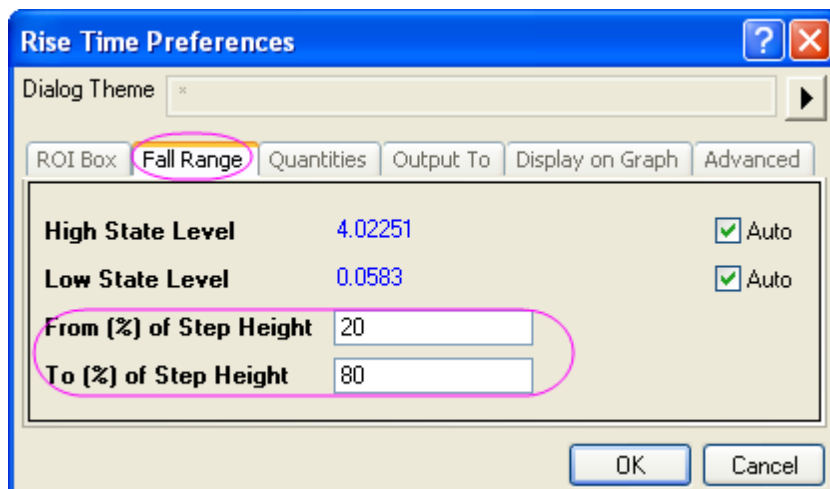 Rise Time Preferences
Dialog Theme *
ROI Box Fall Range Quantities Output To Display on Graph Advanced
High State Level 4.02251 Auto
Low State Level 0.0583 Auto
From (%) of Step Height 20
To (%) of Step Height 80
OK Cancel